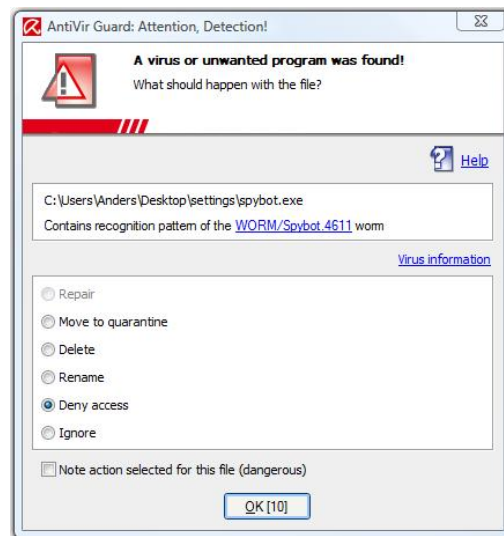 AntiVir Guard: Attention, Detection!
A virus or unwanted program was found!
What should happen with the file?
Help
C:\Users\Anders\Desktop\settings\spybot.exe
Contains recognition pattern of the WORM/Spybot.4611 worm
Virus information
Repair
Move to quarantine
Delete
Rename
Deny access
Ignore
Note action selected for this file (dangerous)
OK [10]